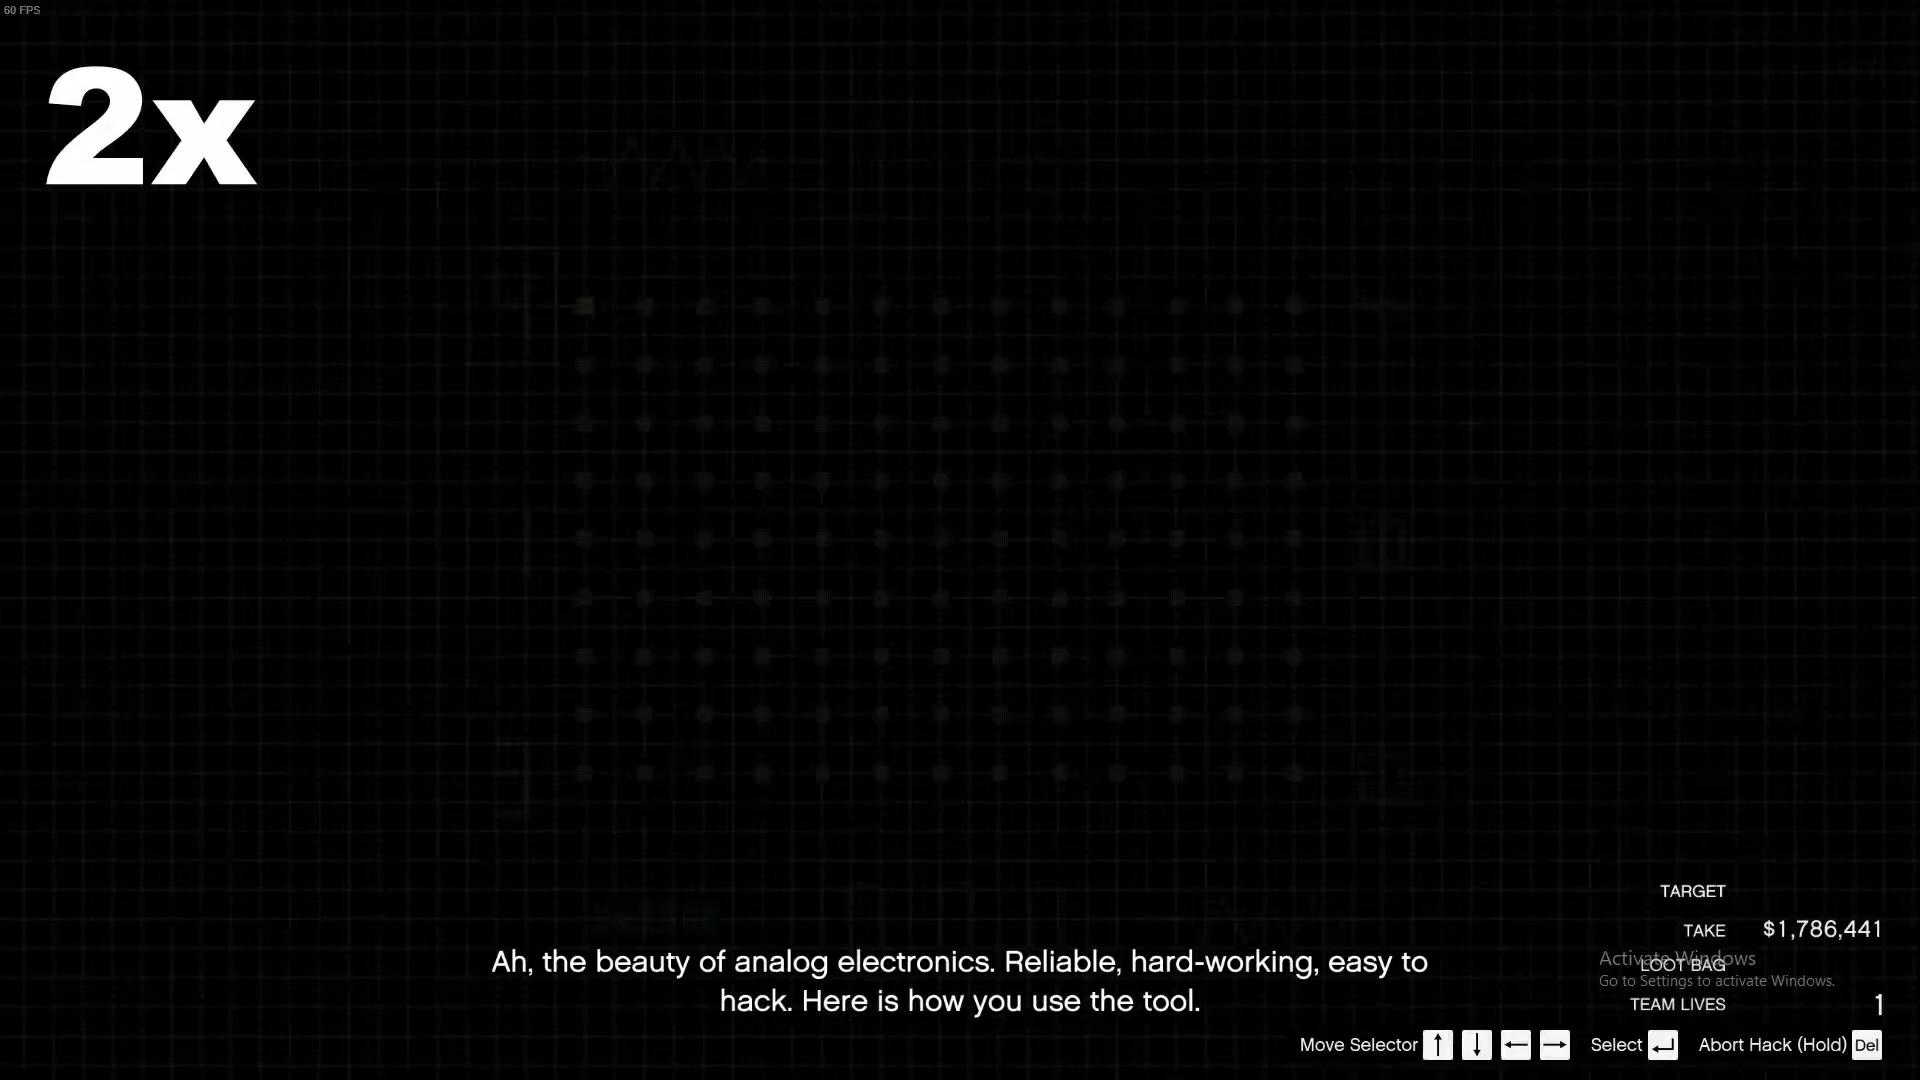 60 FPS
2x
TARGET
TAKE $1,786,441
Activate Windows
LOOT BAG
Go to Settings to activate Windows.
TEAM LIVES 1
Ah, the beauty of analog electronics. Reliable, hard-working, easy to
hack. Here is how you use the tool.
Move Selector ↑ ↓ ← → Select ↵ Abort Hack (Hold) Del